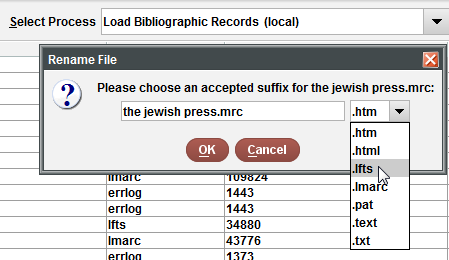 Select Process Load Bibliographic Records (local)
Rename File
Please choose an accepted suffix for the jewish press.mrc:
the jewish press.mrc .htm
OK Cancel
.htm
.html
.lfts
.lmarc
.pat
.text
.txt
lmarc 109824
errlog 1443
errlog 1443
lfts 34880
lmarc 43776
errlog 1373